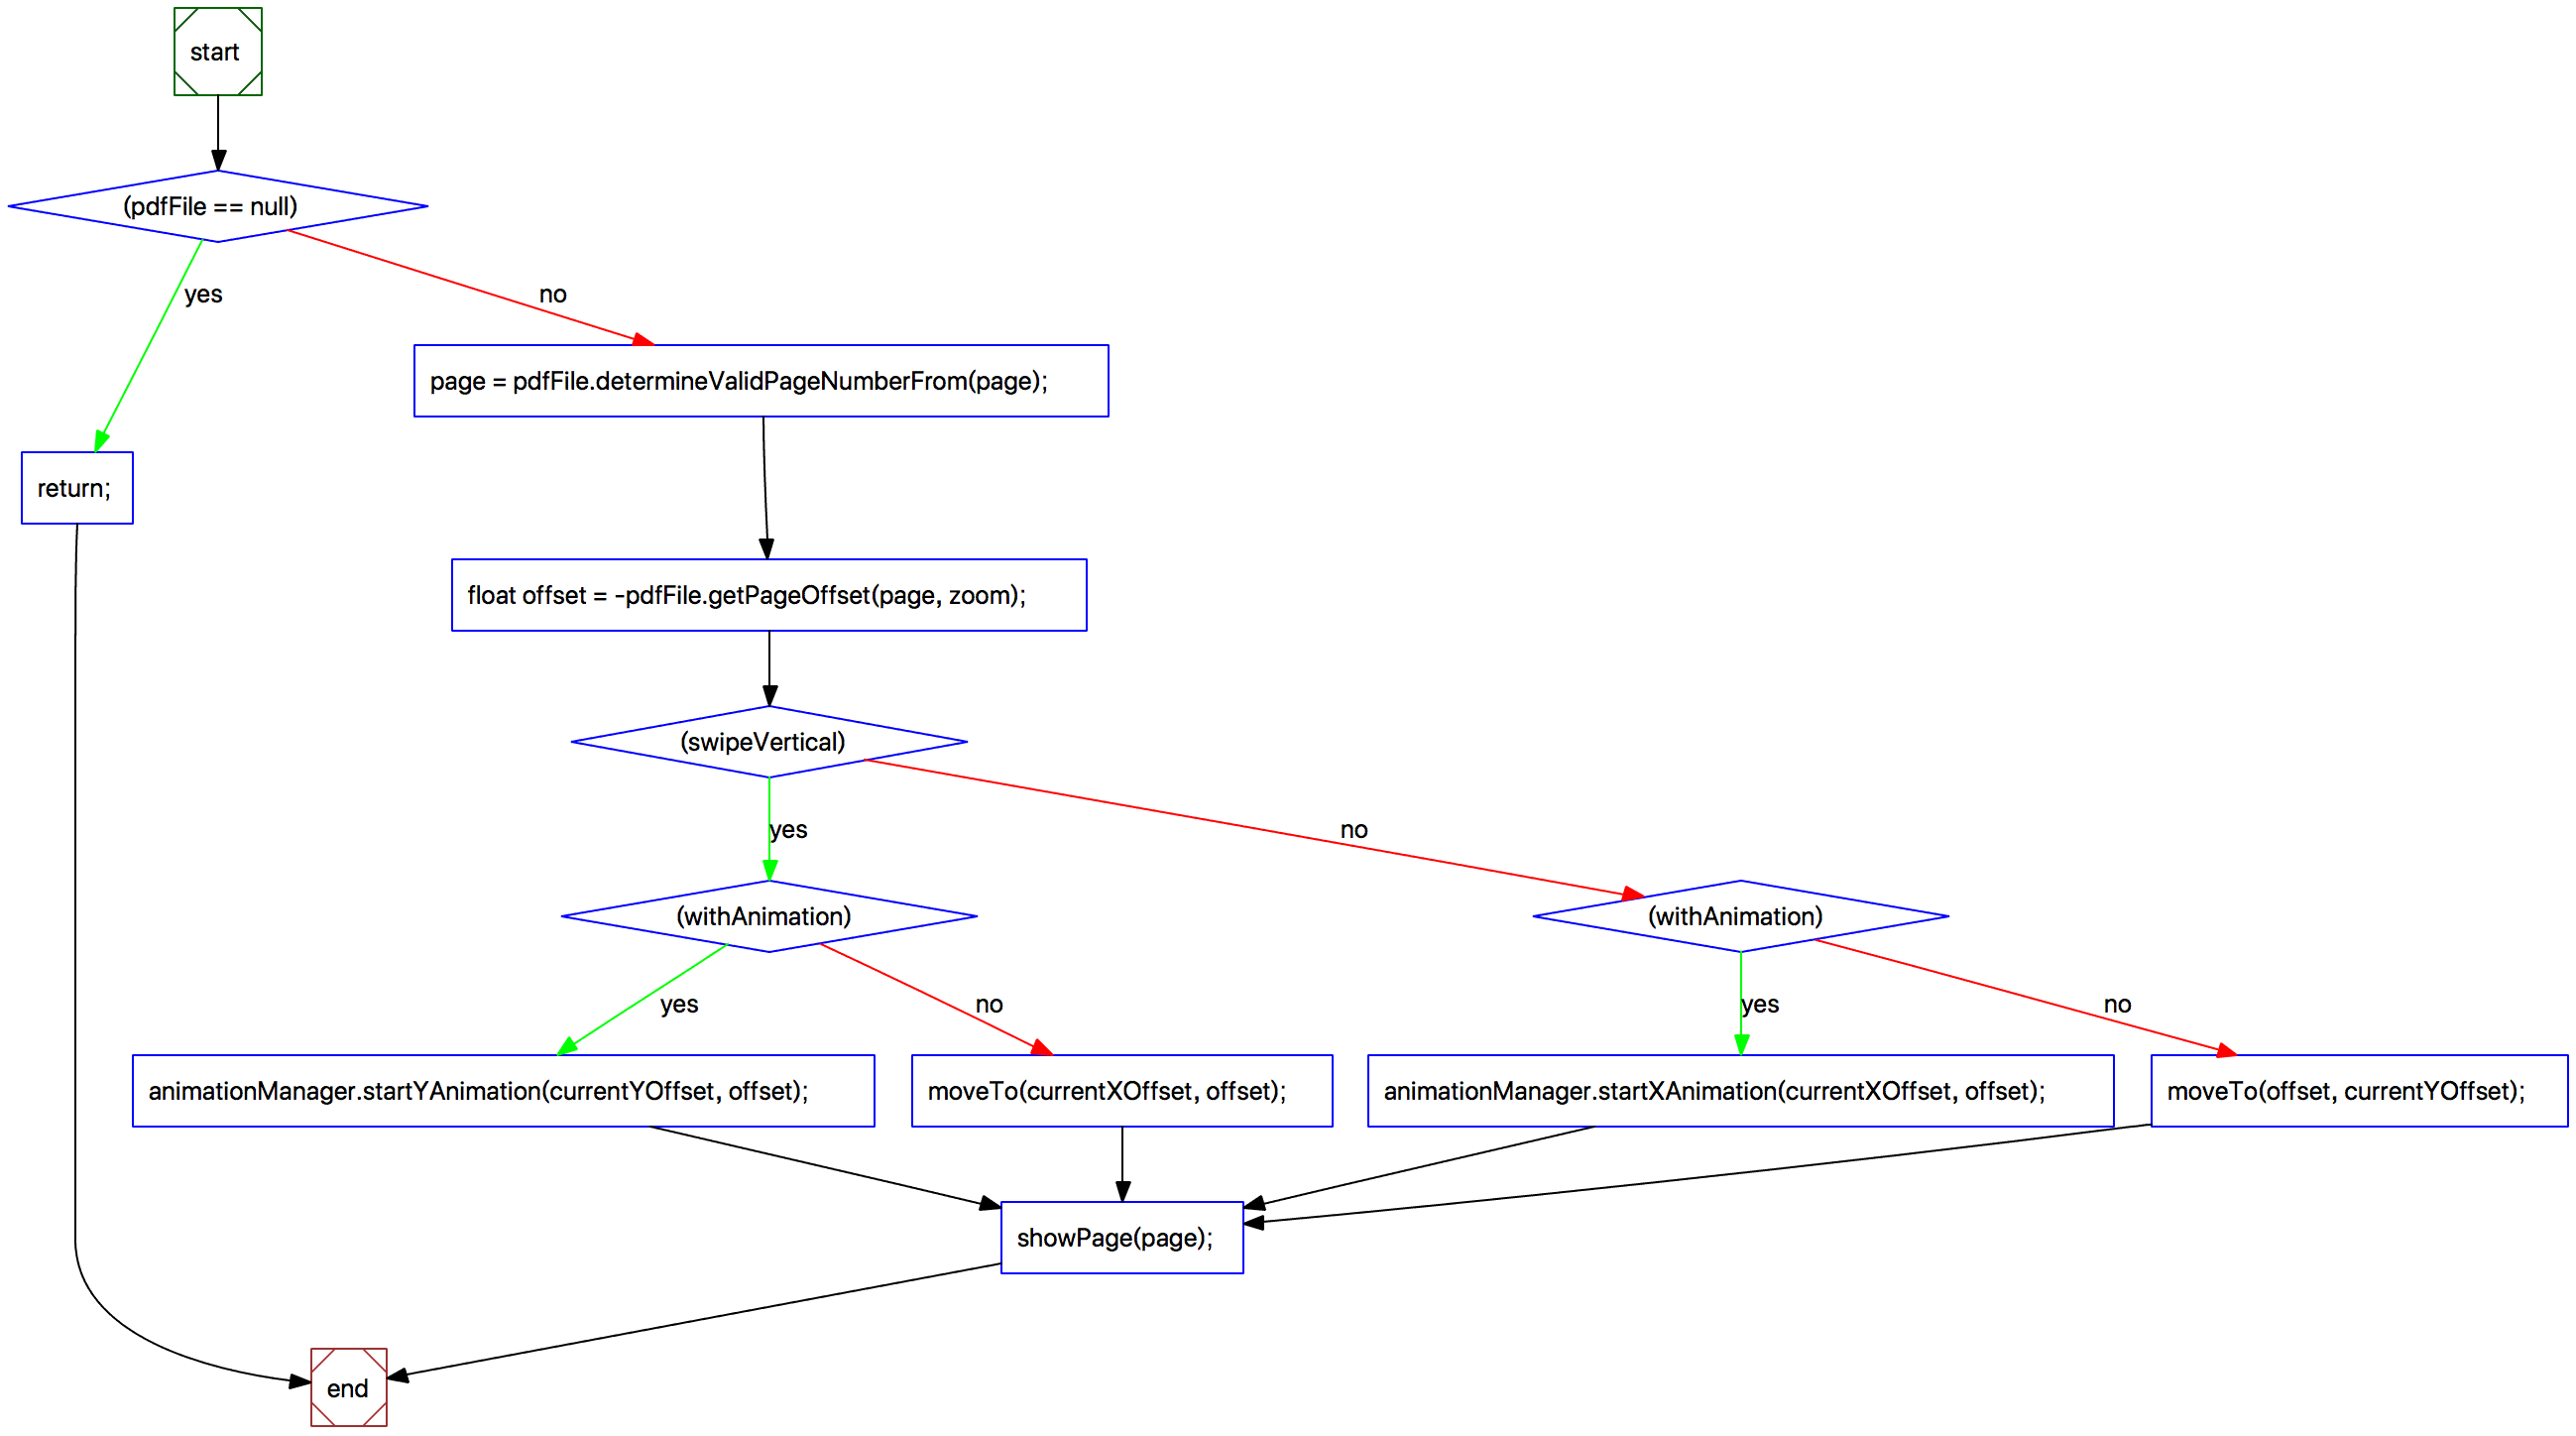 start
(pdfFile == null)
yes
no
page = pdfFile.determineValidPageNumberFrom(page);
return;
float offset = -pdfFile.getPageOffset(page, zoom);
(swipeVertical)
yes
no
(withAnimation)
(withAnimation)
yes
no
yes
no
animationManager.startYAnimation(currentYOffset, offset);
moveTo(currentXOffset, offset);
animationManager.startXAnimation(currentXOffset, offset);
moveTo(offset, currentYOffset);
showPage(page);
end